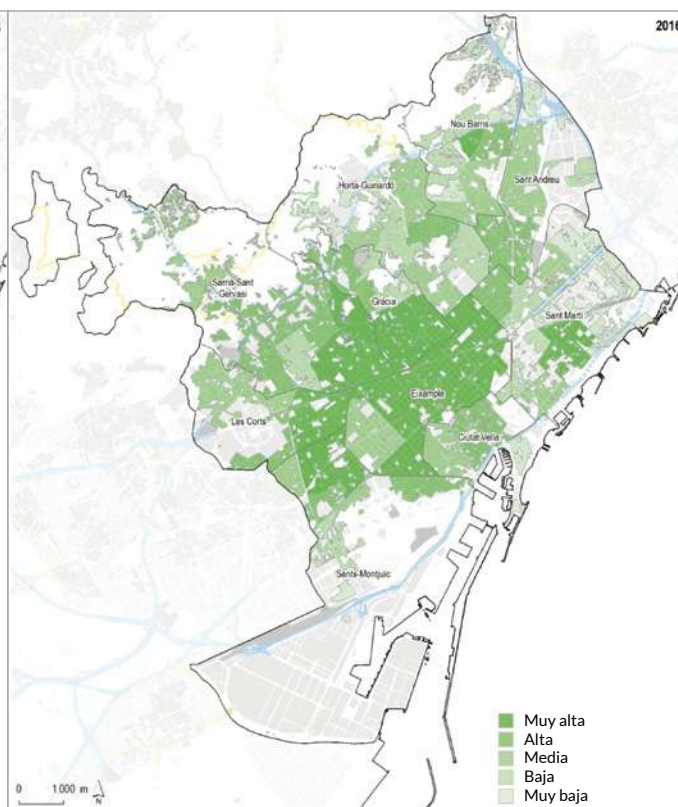 2016
Nou Barris
Sant Andreu
Horta-Guinardó
Sarrià-Sant
Gervasi
Gràcia
Sant Martí
Eixample
Les Corts
Ciutat Vella
Sants-Montjuïc
Muy alta
Alta
Media
Baja
Muy baja
0 1.000 m
N